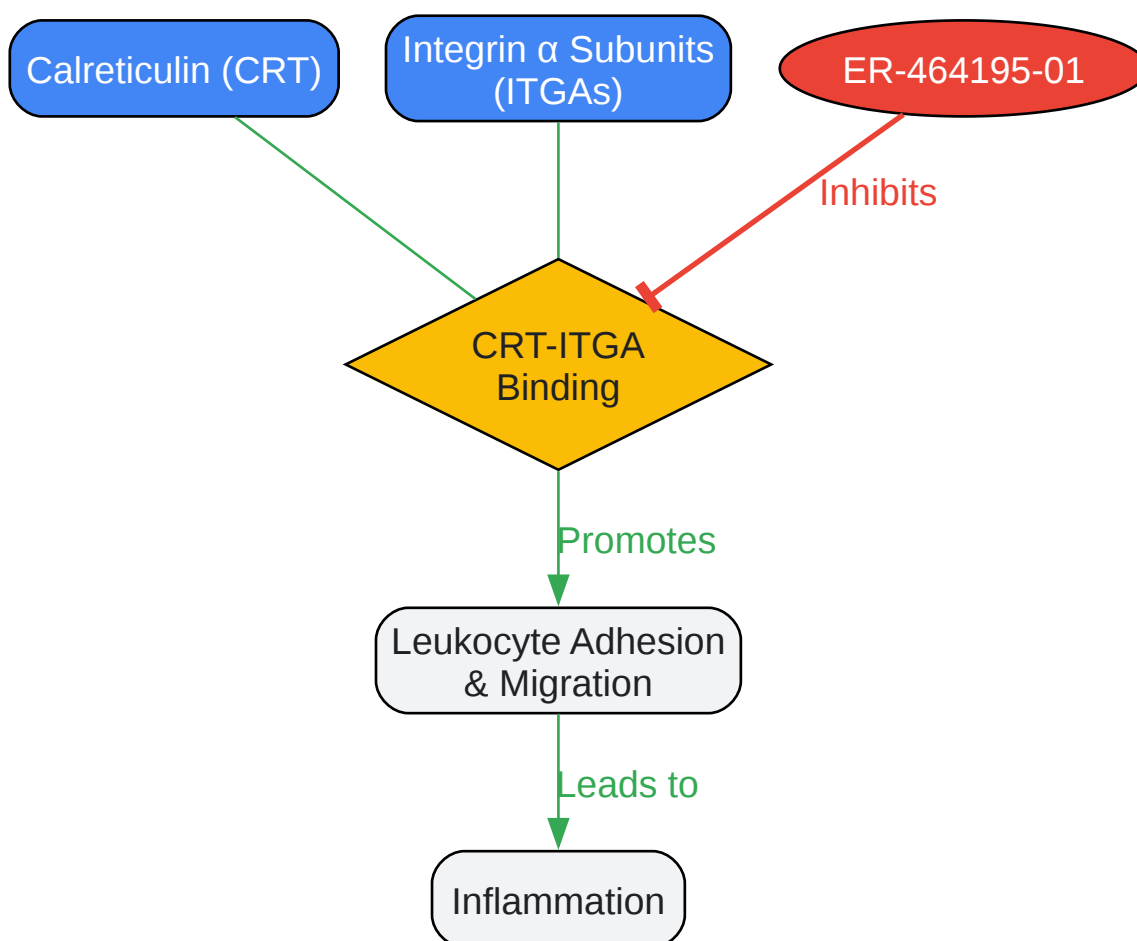 Calreticulin (CRT)
Integrin α Subunits
(ITGAs)
ER-464195-01
Inhibits
CRT-ITGA
Binding
Promotes
Leukocyte Adhesion
& Migration
Leads to
Inflammation